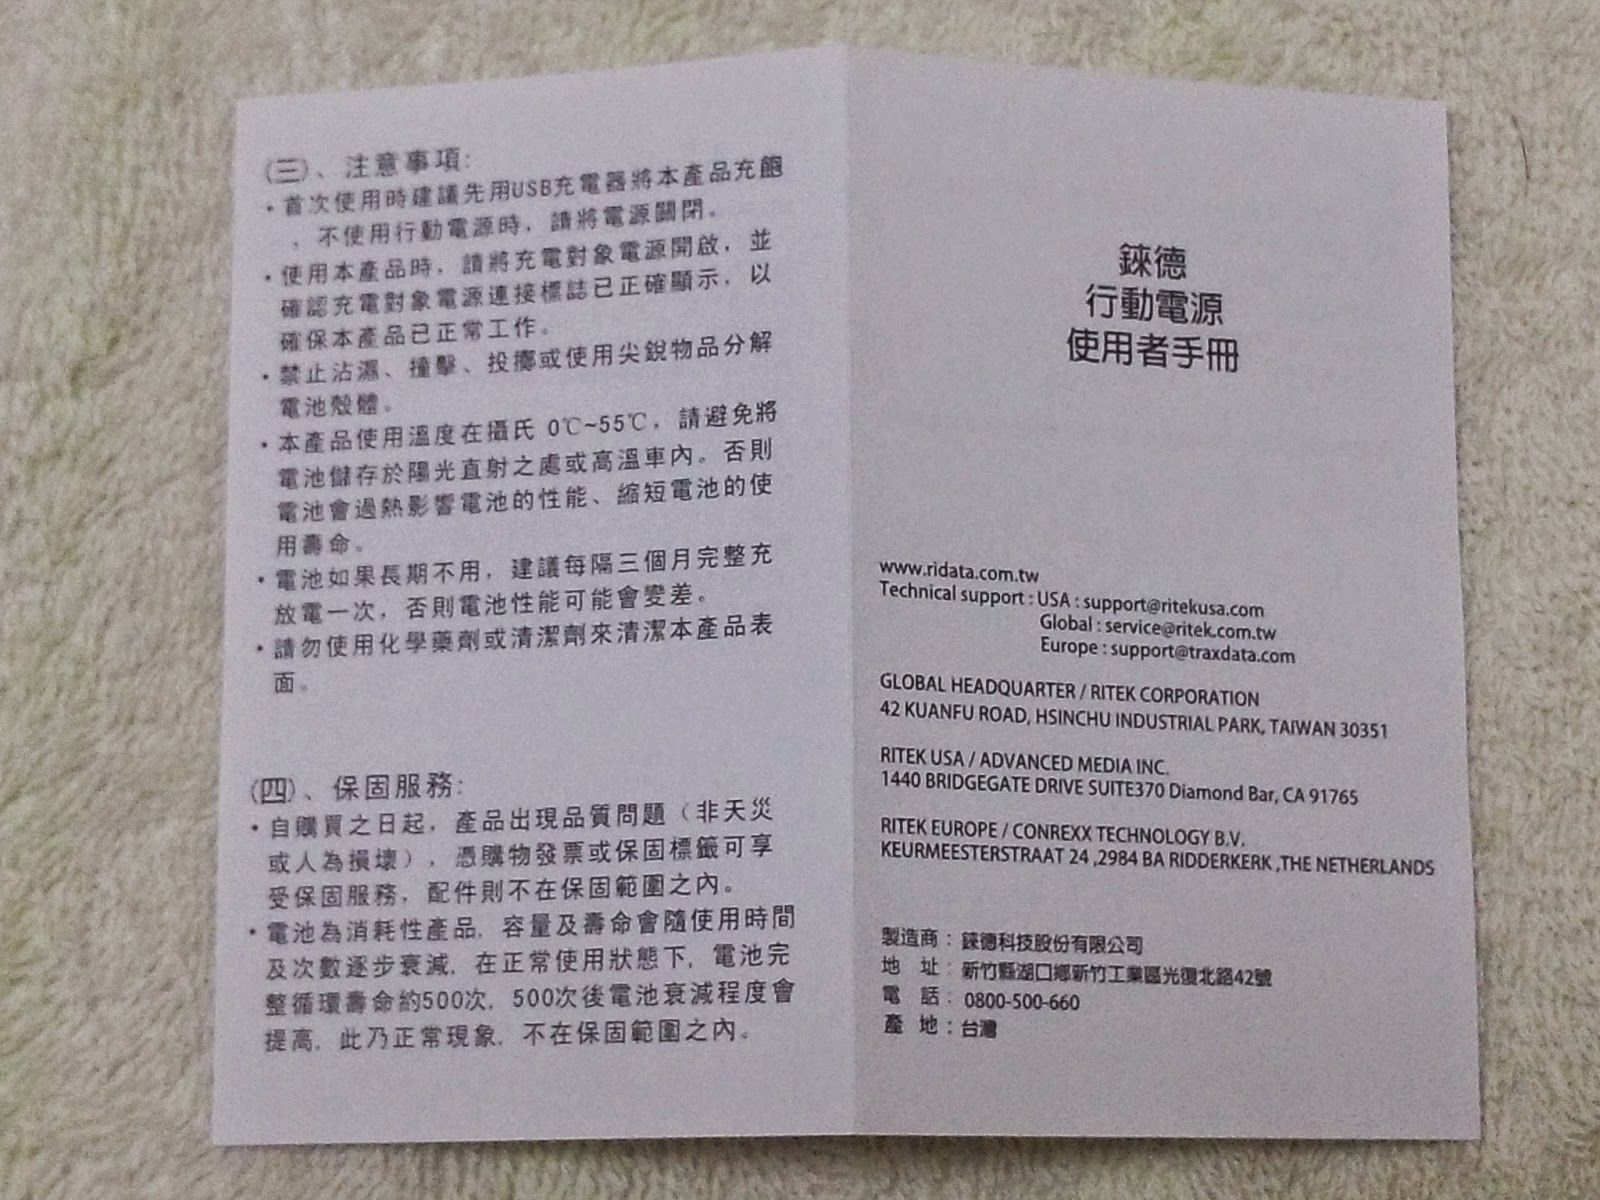 (三)、注意事項:
•首次使用時建議先用USB充電器將本產品充飽
，不使用行動電源時，請將電源關閉。
•使用本產品時，請將充電對象電源開啟，並
確認充電對象電源連接標誌已正確顯示，以
確保本產品已正常工作。
•禁止沾濕、撞擊、投擲或使用尖銳物品分解
電池殼體。
•本產品使用溫度在攝氏 0℃~55℃，請避免將
電池儲存於陽光直射之處或高溫車內。否則
電池會過熱影響電池的性能、縮短電池的使
用壽命。
•電池如果長期不用，建議每隔三個月完整充
放電一次，否則電池性能可能會變差。
•請勿使用化學藥劑或清潔劑來清潔本產品表
面。
(四)、保固服務:
•自購買之日起，產品出現品質問題（非天災
或人為損壞），憑購物發票或保固標籤可享
受保固服務，配件則不在保固範圍之內。
•電池為消耗性產品，容量及壽命會隨使用時間
及次數逐步衰減，在正常使用狀態下，電池完
整循環壽命約500次，500次後電池衰減程度會
提高，此乃正常現象，不在保固範圍之內。
錸德
行動電源
使用者手冊
www.ridata.com.tw
Technical support : USA : support@ritekusa.com
Global : service@ritek.com.tw
Europe : support@traxdata.com
GLOBAL HEADQUARTER / RITEK CORPORATION
42 KUANFU ROAD, HSINCHU INDUSTRIAL PARK, TAIWAN 30351
RITEK USA / ADVANCED MEDIA INC.
1440 BRIDGEGATE DRIVE SUITE370 Diamond Bar, CA 91765
RITEK EUROPE / CONREXX TECHNOLOGY B.V.
KEURMEESTERSTRAAT 24 ,2984 BA RIDDERKERK ,THE NETHERLANDS
製造商：錸德科技股份有限公司
地 址：新竹縣湖口鄉新竹工業區光復北路42號
電 話：0800-500-660
產 地：台灣